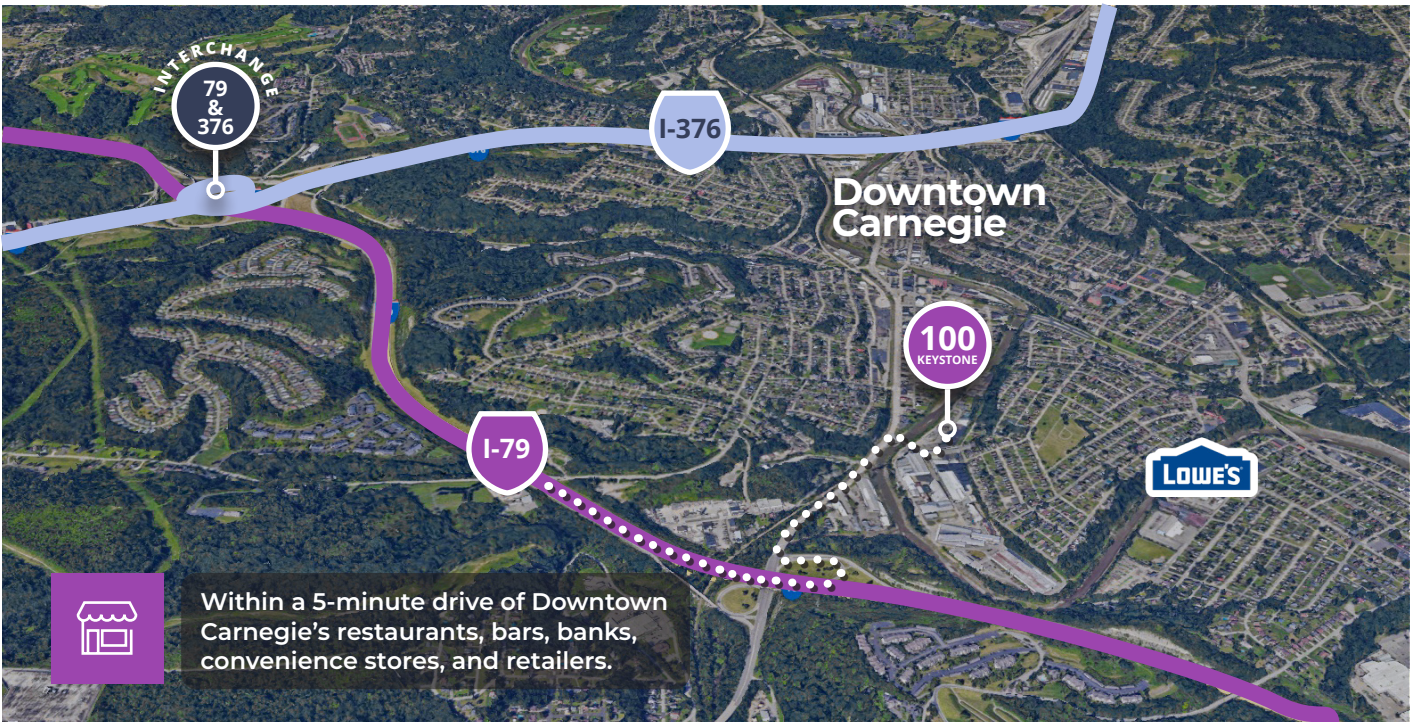 INTERCHANGE
79
&
376
I-376
Downtown
Carnegie
100
KEYSTONE
I-79
LOWE'S
Within a 5-minute drive of Downtown
Carnegie’s restaurants, bars, banks,
convenience stores, and retailers.